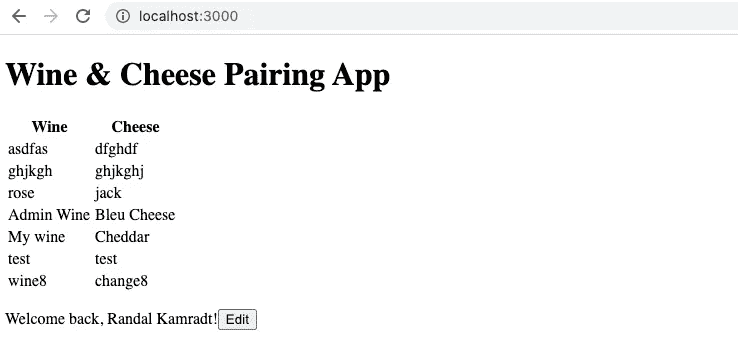 localhost:3000
Wine & Cheese Pairing App
Wine Cheese
asdfas dfghdf
ghjkgh ghjkghj
rose jack
Admin Wine Bleu Cheese
My wine Cheddar
test test
wine8 change8
Welcome back, Randal Kamradt! Edit